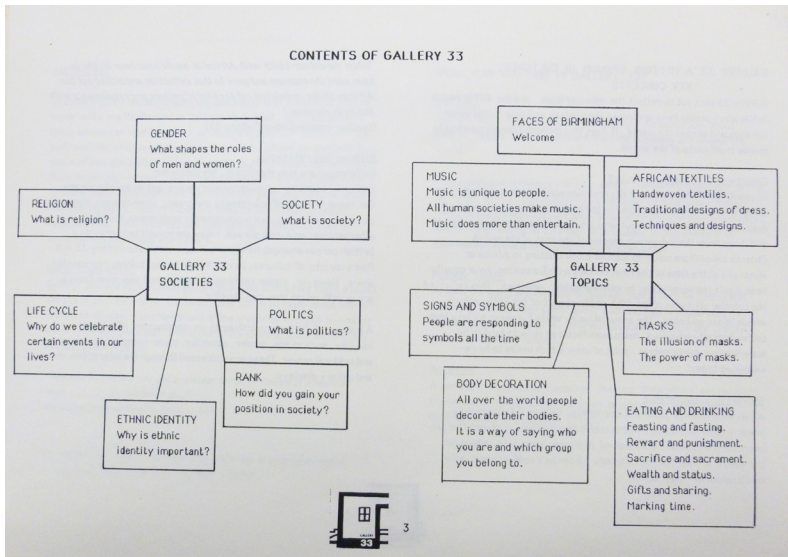 CONTENTS OF GALLERY 33
GENDER
What shapes the roles
of men and women?
RELIGION
What is religion?
SOCIETY
What is society?
GALLERY 33
SOCIETIES
LIFE CYCLE
Why do we celebrate
certain events in our
lives?
POLITICS
What is politics?
RANK
How did you gain your
position in society?
ETHNIC IDENTITY
Why is ethnic
identity important?
FACES OF BIRMINGHAM
Welcome
MUSIC
Music is unique to people.
All human societies make music.
Music does more than entertain.
AFRICAN TEXTILES
Handwoven textiles.
Traditional designs of dress.
Techniques and designs.
GALLERY 33
TOPICS
SIGNS AND SYMBOLS
People are responding to
symbols all the time
MASKS
The illusion of masks.
The power of masks.
BODY DECORATION
All over the world people
decorate their bodies.
It is a way of saying who
you are and which group
you belong to.
EATING AND DRINKING
Feasting and fasting.
Reward and punishment.
Sacrifice and sacrament.
Wealth and status.
Gifts and sharing.
Marking time.
GALLERY
33
3